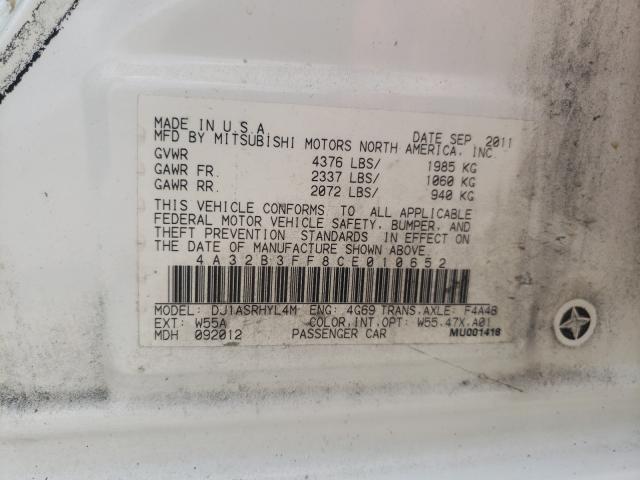 MADE IN U.S.A. DATE SEP 2011
MFD BY MITSUBISHI MOTORS NORTH AMERICA, INC.
GVWR 4376 LBS/ 1985 KG
GAWR FR. 2337 LBS/ 1060 KG
GAWR RR. 2072 LBS/ 940 KG
THIS VEHICLE CONFORMS TO ALL APPLICABLE
FEDERAL MOTOR VEHICLE SAFETY, BUMPER, AND
THEFT PREVENTION STANDARDS IN EFFECT ON
THE DATE OF MANUFACTURE SHOWN ABOVE.
4A32B3FF8CE010652
MODEL: DJ1ASRHYL4M ENG: 4G69 TRANS.AXLE: F4A4B
EXT: W55A COLOR,INT,OPT: W55.47X.A01
MDH 092012 PASSENGER CAR MU001416